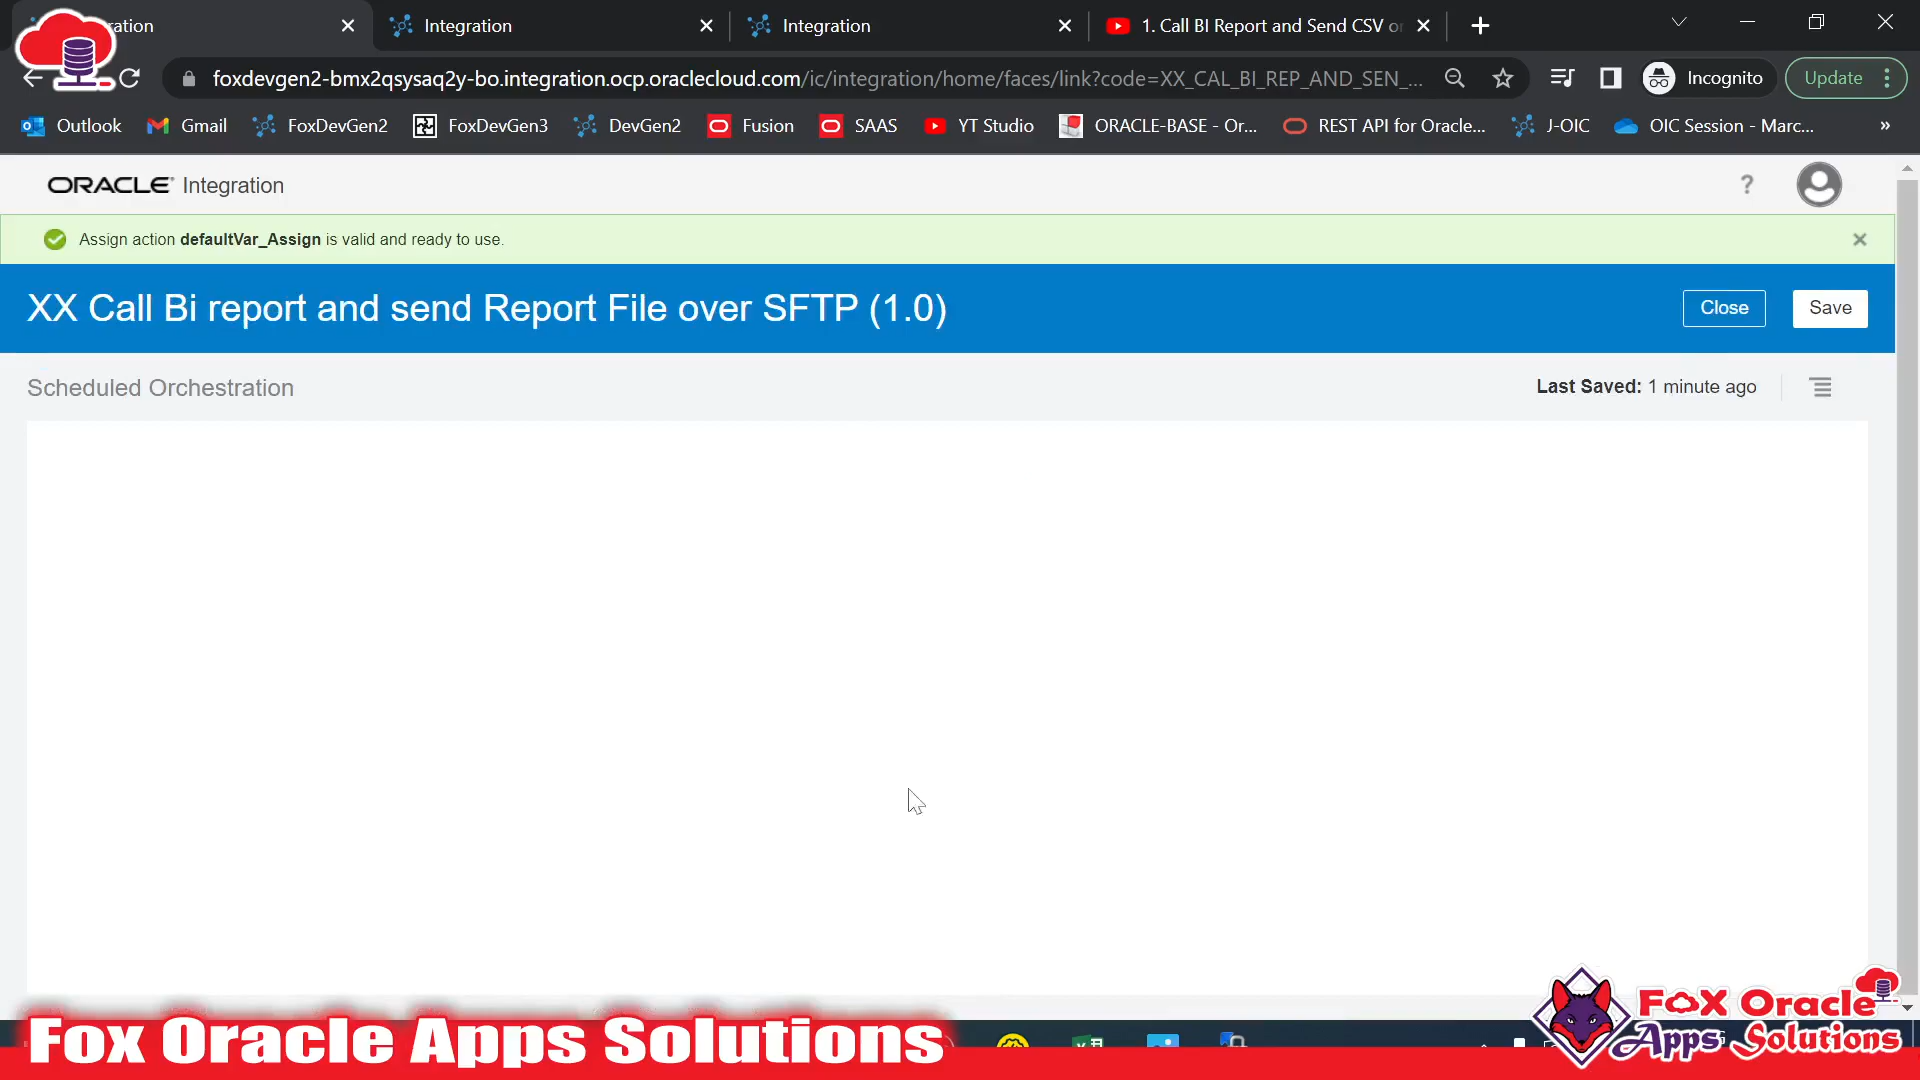 ration
Integration
Integration
1. Call BI Report and Send CSV or
foxdevgen2-bmx2qsysaq2y-bo.integration.ocp.oraclecloud.com/ic/integration/home/faces/link?code=XX_CAL_BI_REP_AND_SEN_...
Incognito
Update
Outlook
Gmail
FoxDevGen2
FoxDevGen3
DevGen2
Fusion
SAAS
YT Studio
ORACLE-BASE - Or...
REST API for Oracle...
J-OIC
OIC Session - Marc...
»
ORACLE Integration
?
Assign action defaultVar_Assign is valid and ready to use.
XX Call Bi report and send Report File over SFTP (1.0)
Close
Save
Scheduled Orchestration
Last Saved: 1 minute ago
Fox Oracle Apps Solutions
Fox Oracle
Apps Solutions